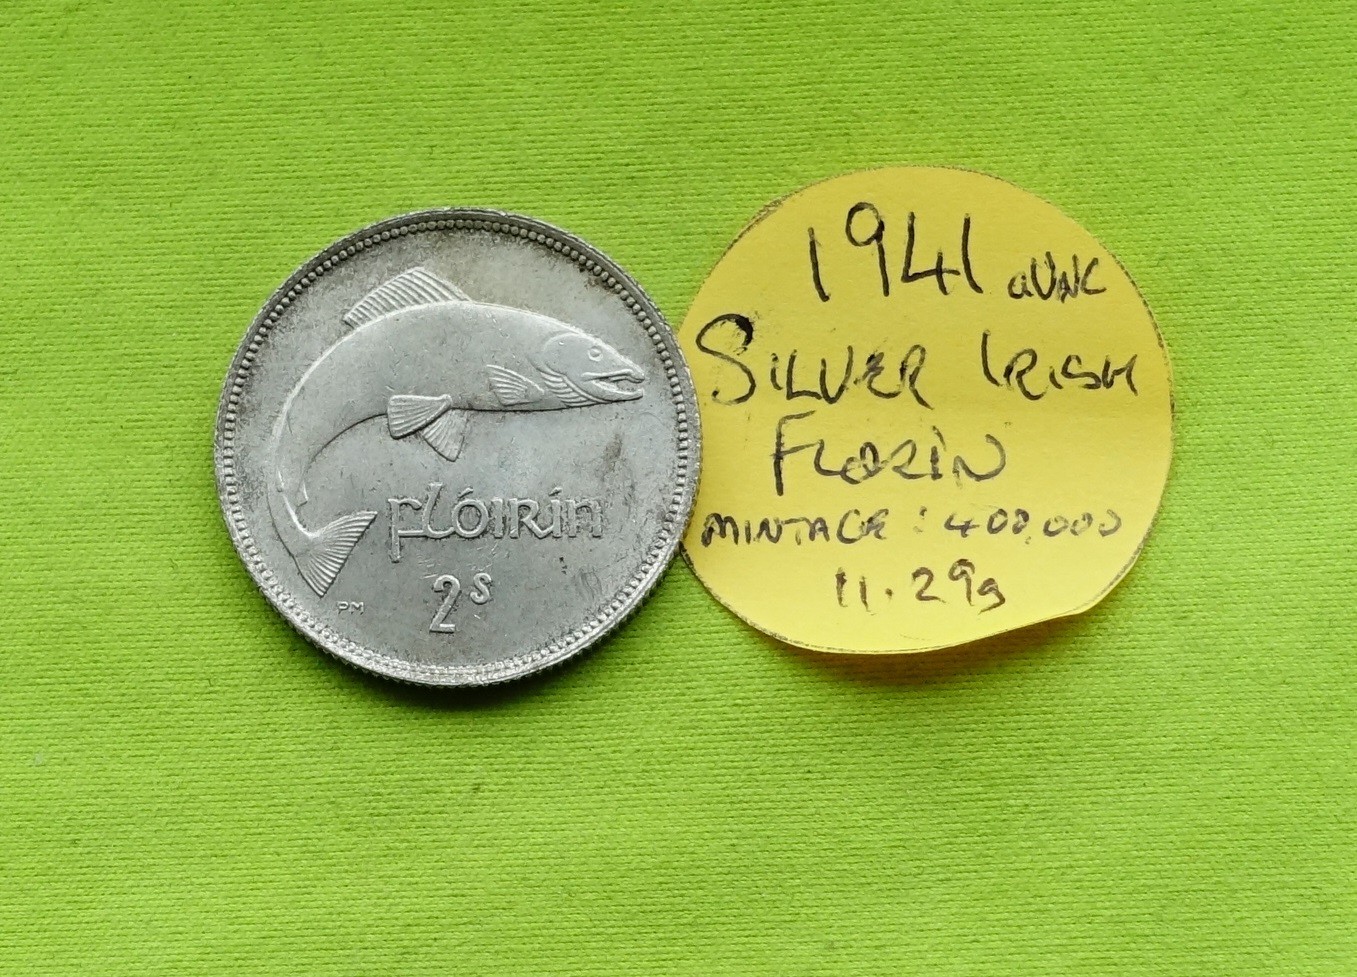 flóirín
2s
PM
1941 aUNC
SILVER IRISH
FLORIN
MINTAGE: 400,000
11.29g